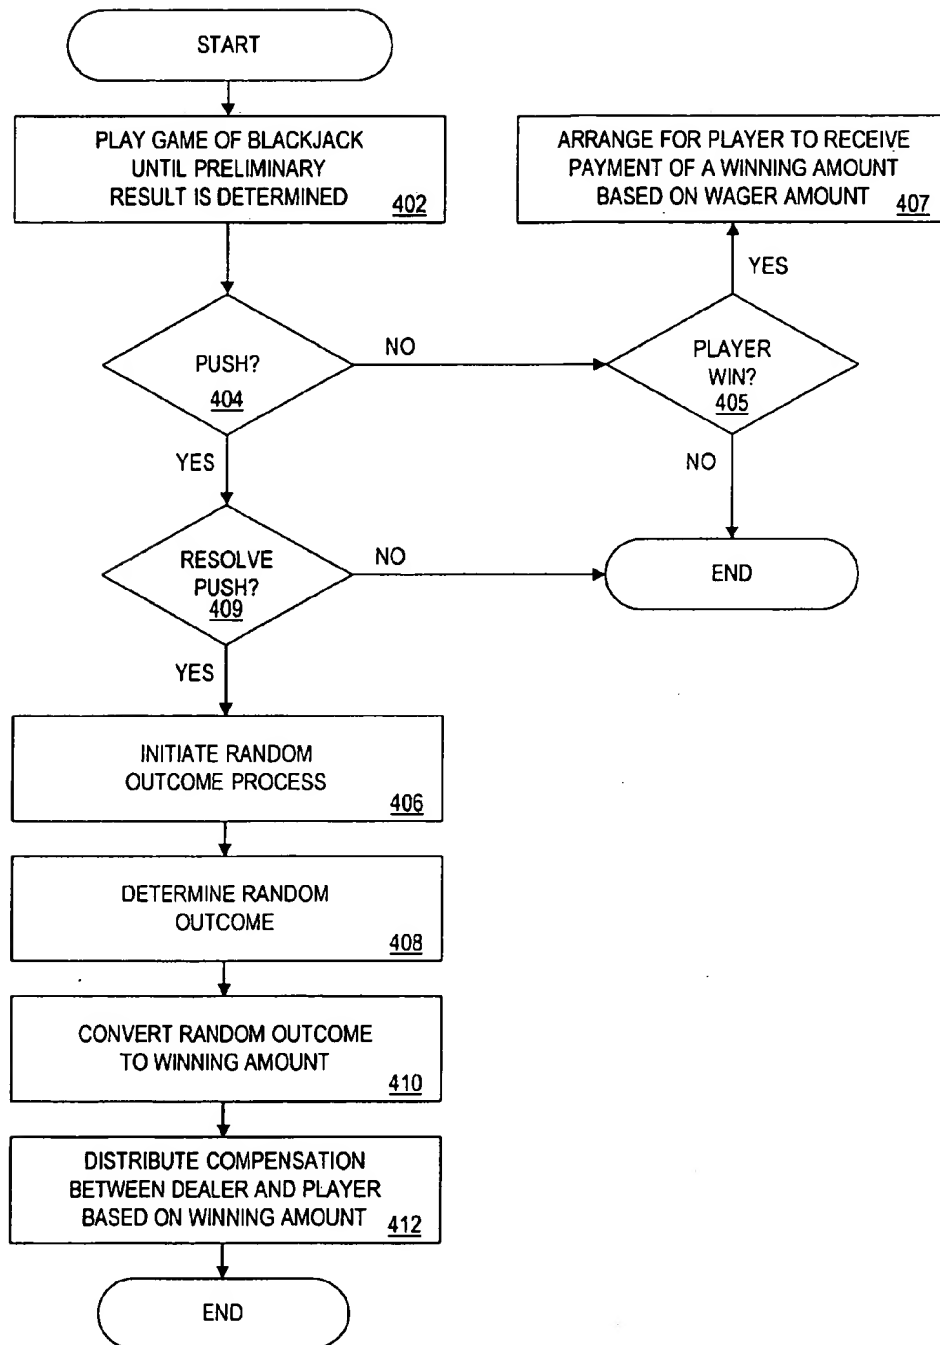 START
PLAY GAME OF BLACKJACK
UNTIL PRELIMINARY
RESULT IS DETERMINED
402
ARRANGE FOR PLAYER TO RECEIVE
PAYMENT OF A WINNING AMOUNT
BASED ON WAGER AMOUNT
407
YES
PUSH?
404
NO
PLAYER
WIN?
405
YES
NO
RESOLVE
PUSH?
409
NO
END
YES
INITIATE RANDOM
OUTCOME PROCESS
406
DETERMINE RANDOM
OUTCOME
408
CONVERT RANDOM OUTCOME
TO WINNING AMOUNT
410
DISTRIBUTE COMPENSATION
BETWEEN DEALER AND PLAYER
BASED ON WINNING AMOUNT
412
END